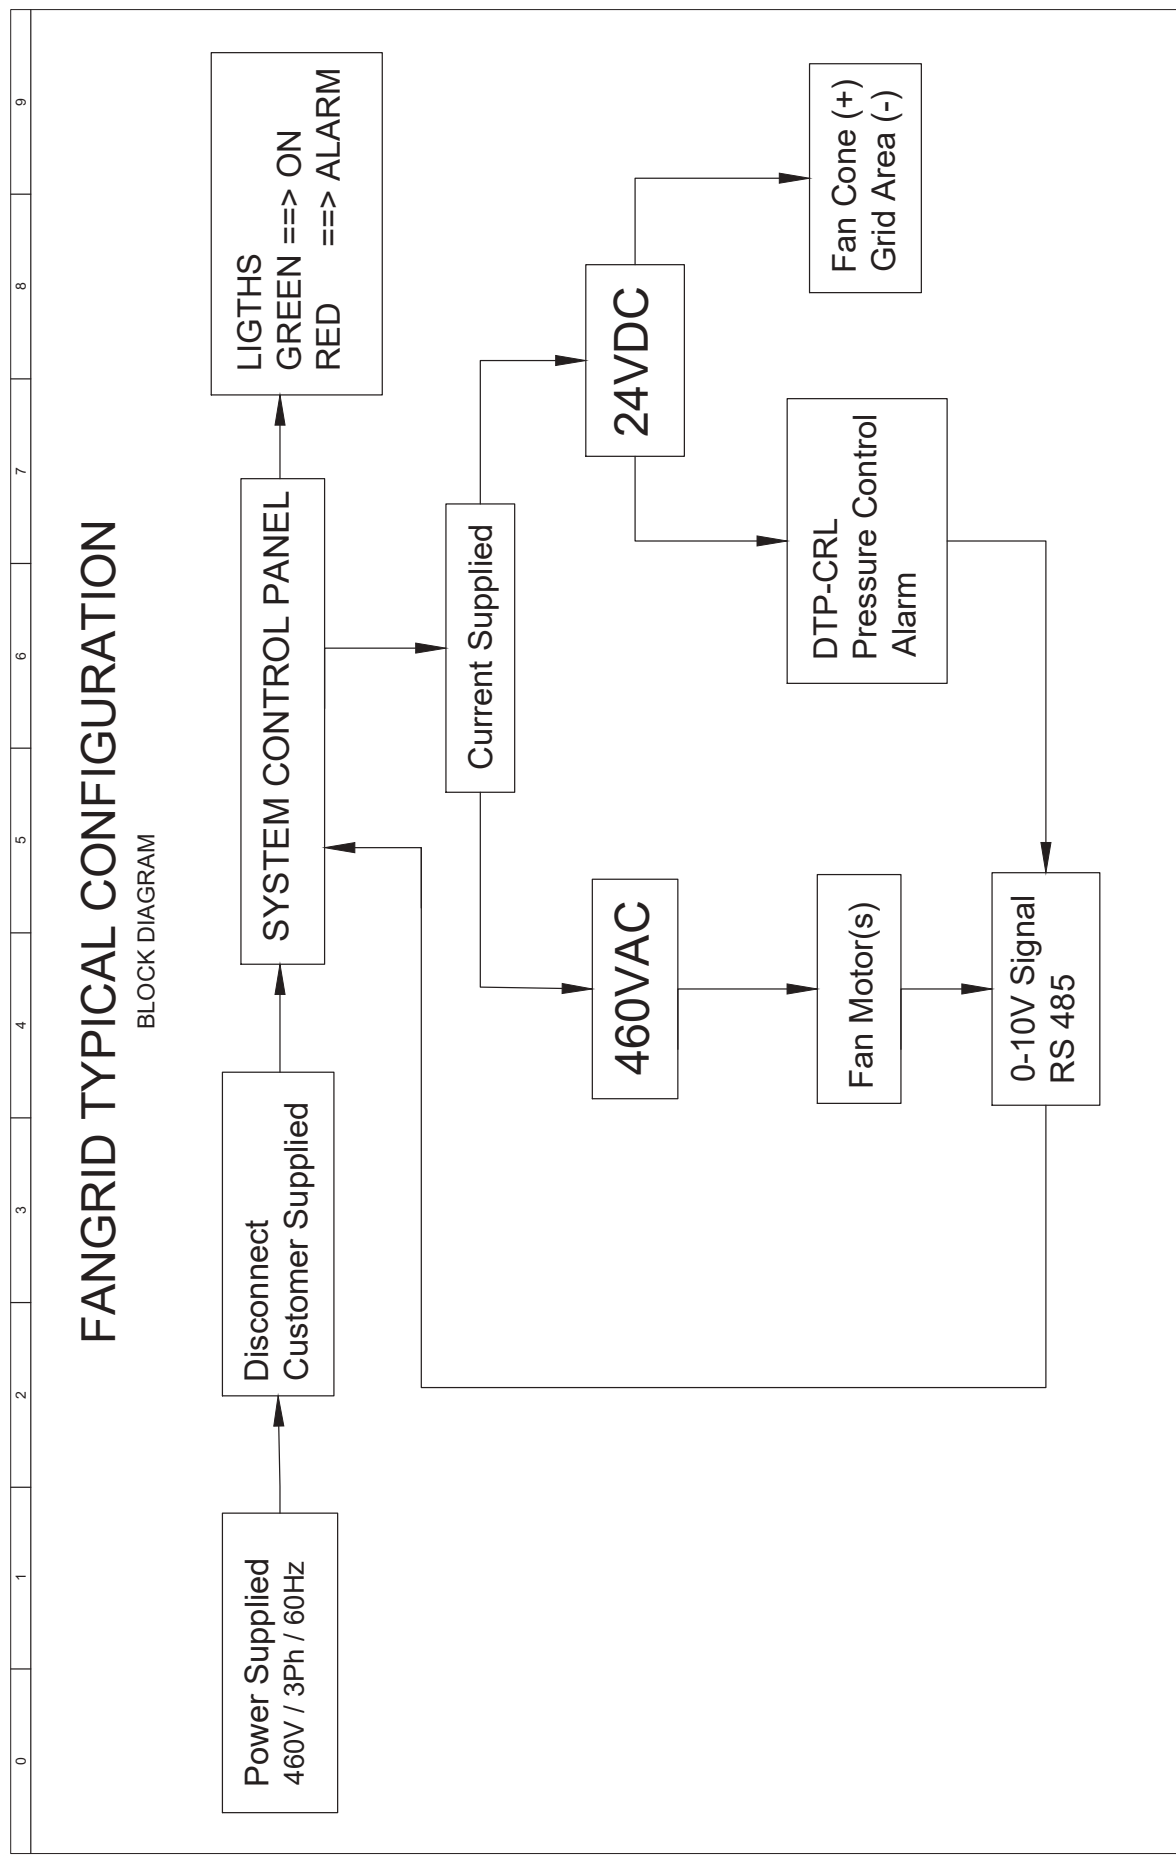 0
1
2
3
4
5
6
7
8
9
FANGRID TYPICAL CONFIGURATION
BLOCK DIAGRAM
Power Supplied
460V / 3Ph / 60Hz
Disconnect
Customer Supplied
SYSTEM CONTROL PANEL
LIGTHS
GREEN ==> ON
RED ==> ALARM
Current Supplied
460VAC
24VDC
Fan Motor(s)
DTP-CRL
Pressure Control
Alarm
Fan Cone (+)
Grid Area (-)
0-10V Signal
RS 485